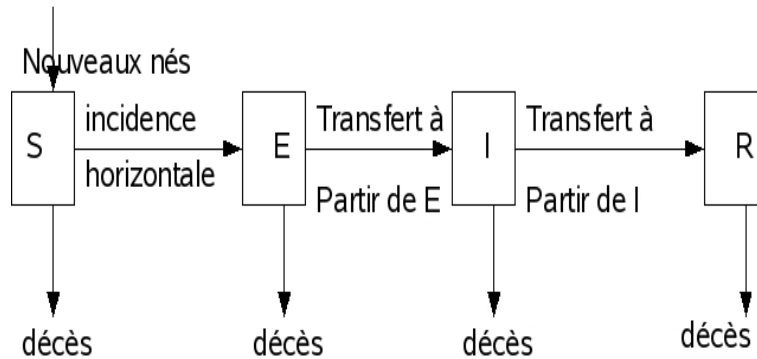 Nouveaux nés
S
incidence
horizontale
E
Transfert à
Partir de E
I
Transfert à
Partir de I
R
décès
décès
décès
décès